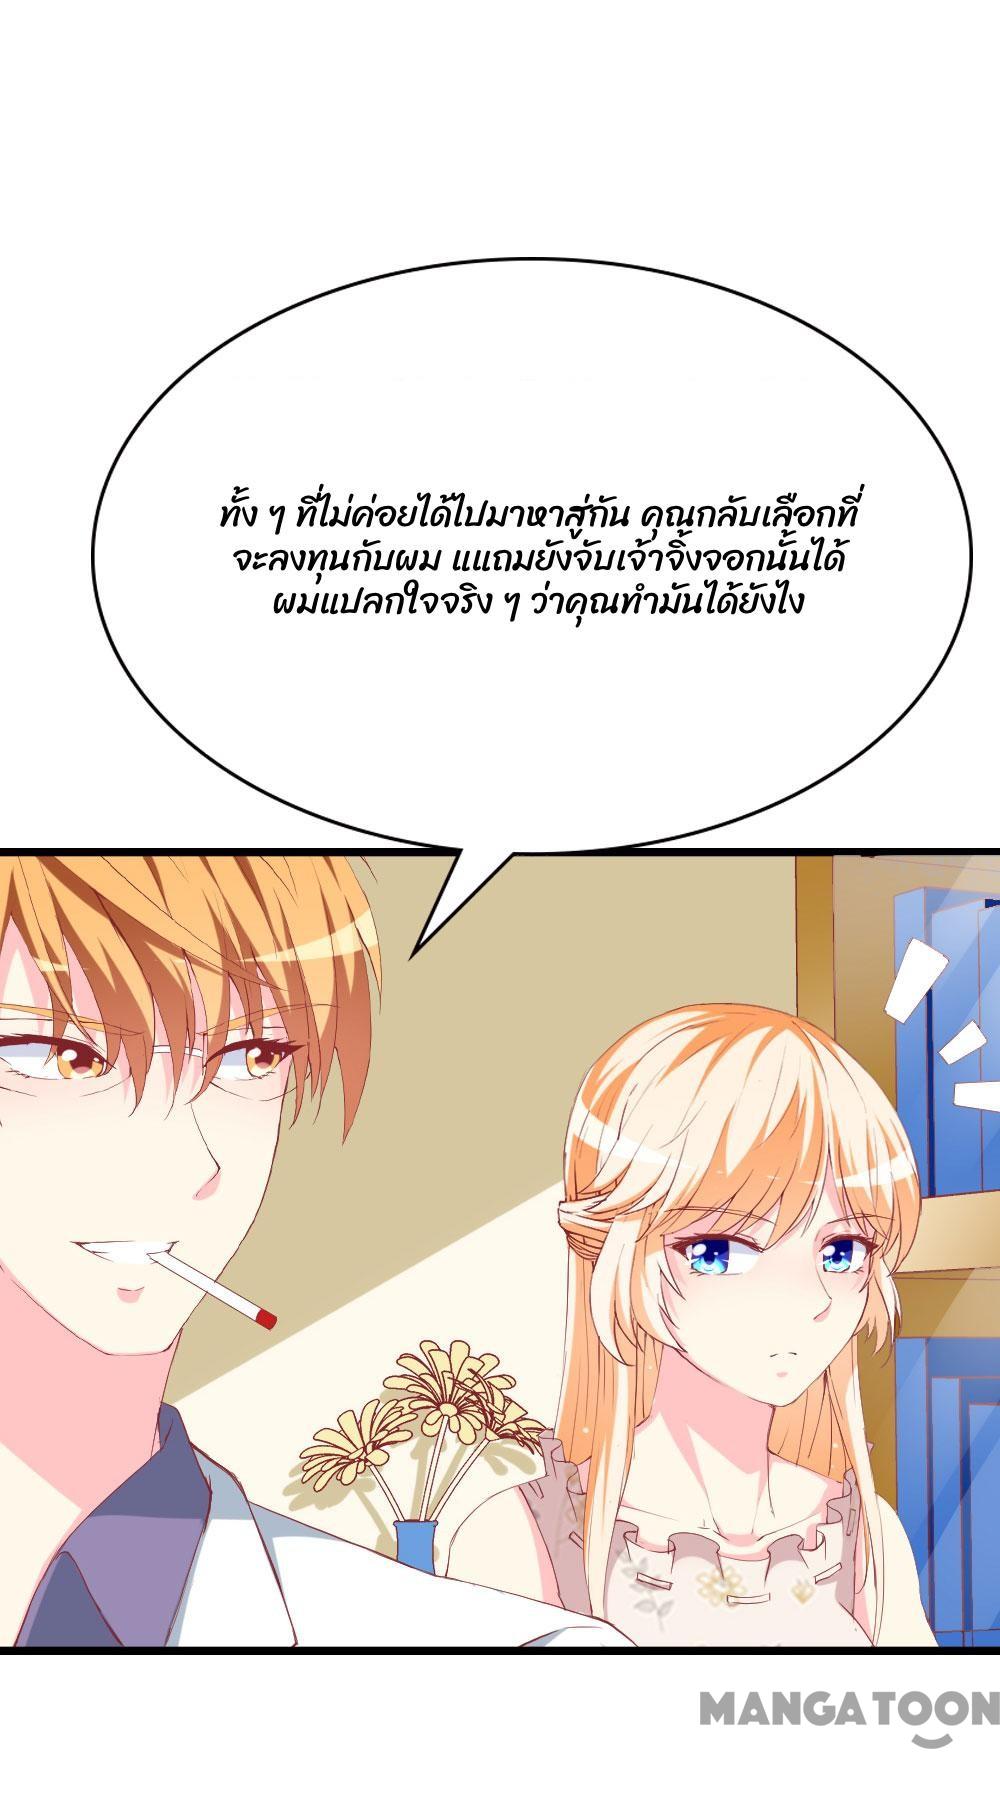 ทั้ง ๆ ที่ไม่ค่อยได้ไปมาหาสู่กัน คุณกลับเลือกที่
จะลงทุนกับผม แแถมยังจับเจ้าจิ้งจอกนั้นได้
ผมแปลกใจจริง ๆ ว่าคุณทำมันได้ยังไง
MANGATOON